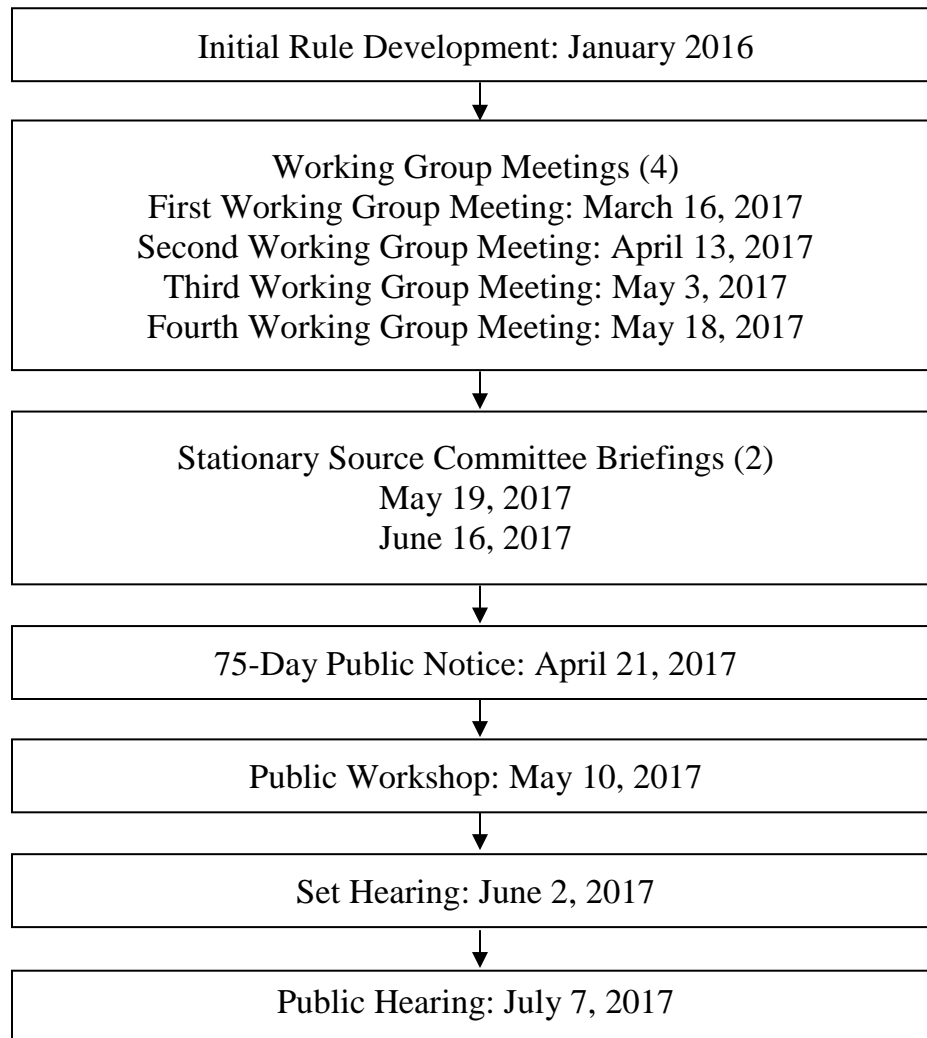 Initial Rule Development: January 2016
Working Group Meetings (4)
First Working Group Meeting: March 16, 2017
Second Working Group Meeting: April 13, 2017
Third Working Group Meeting: May 3, 2017
Fourth Working Group Meeting: May 18, 2017
Stationary Source Committee Briefings (2)
May 19, 2017
June 16, 2017
75-Day Public Notice: April 21, 2017
Public Workshop: May 10, 2017
Set Hearing: June 2, 2017
Public Hearing: July 7, 2017